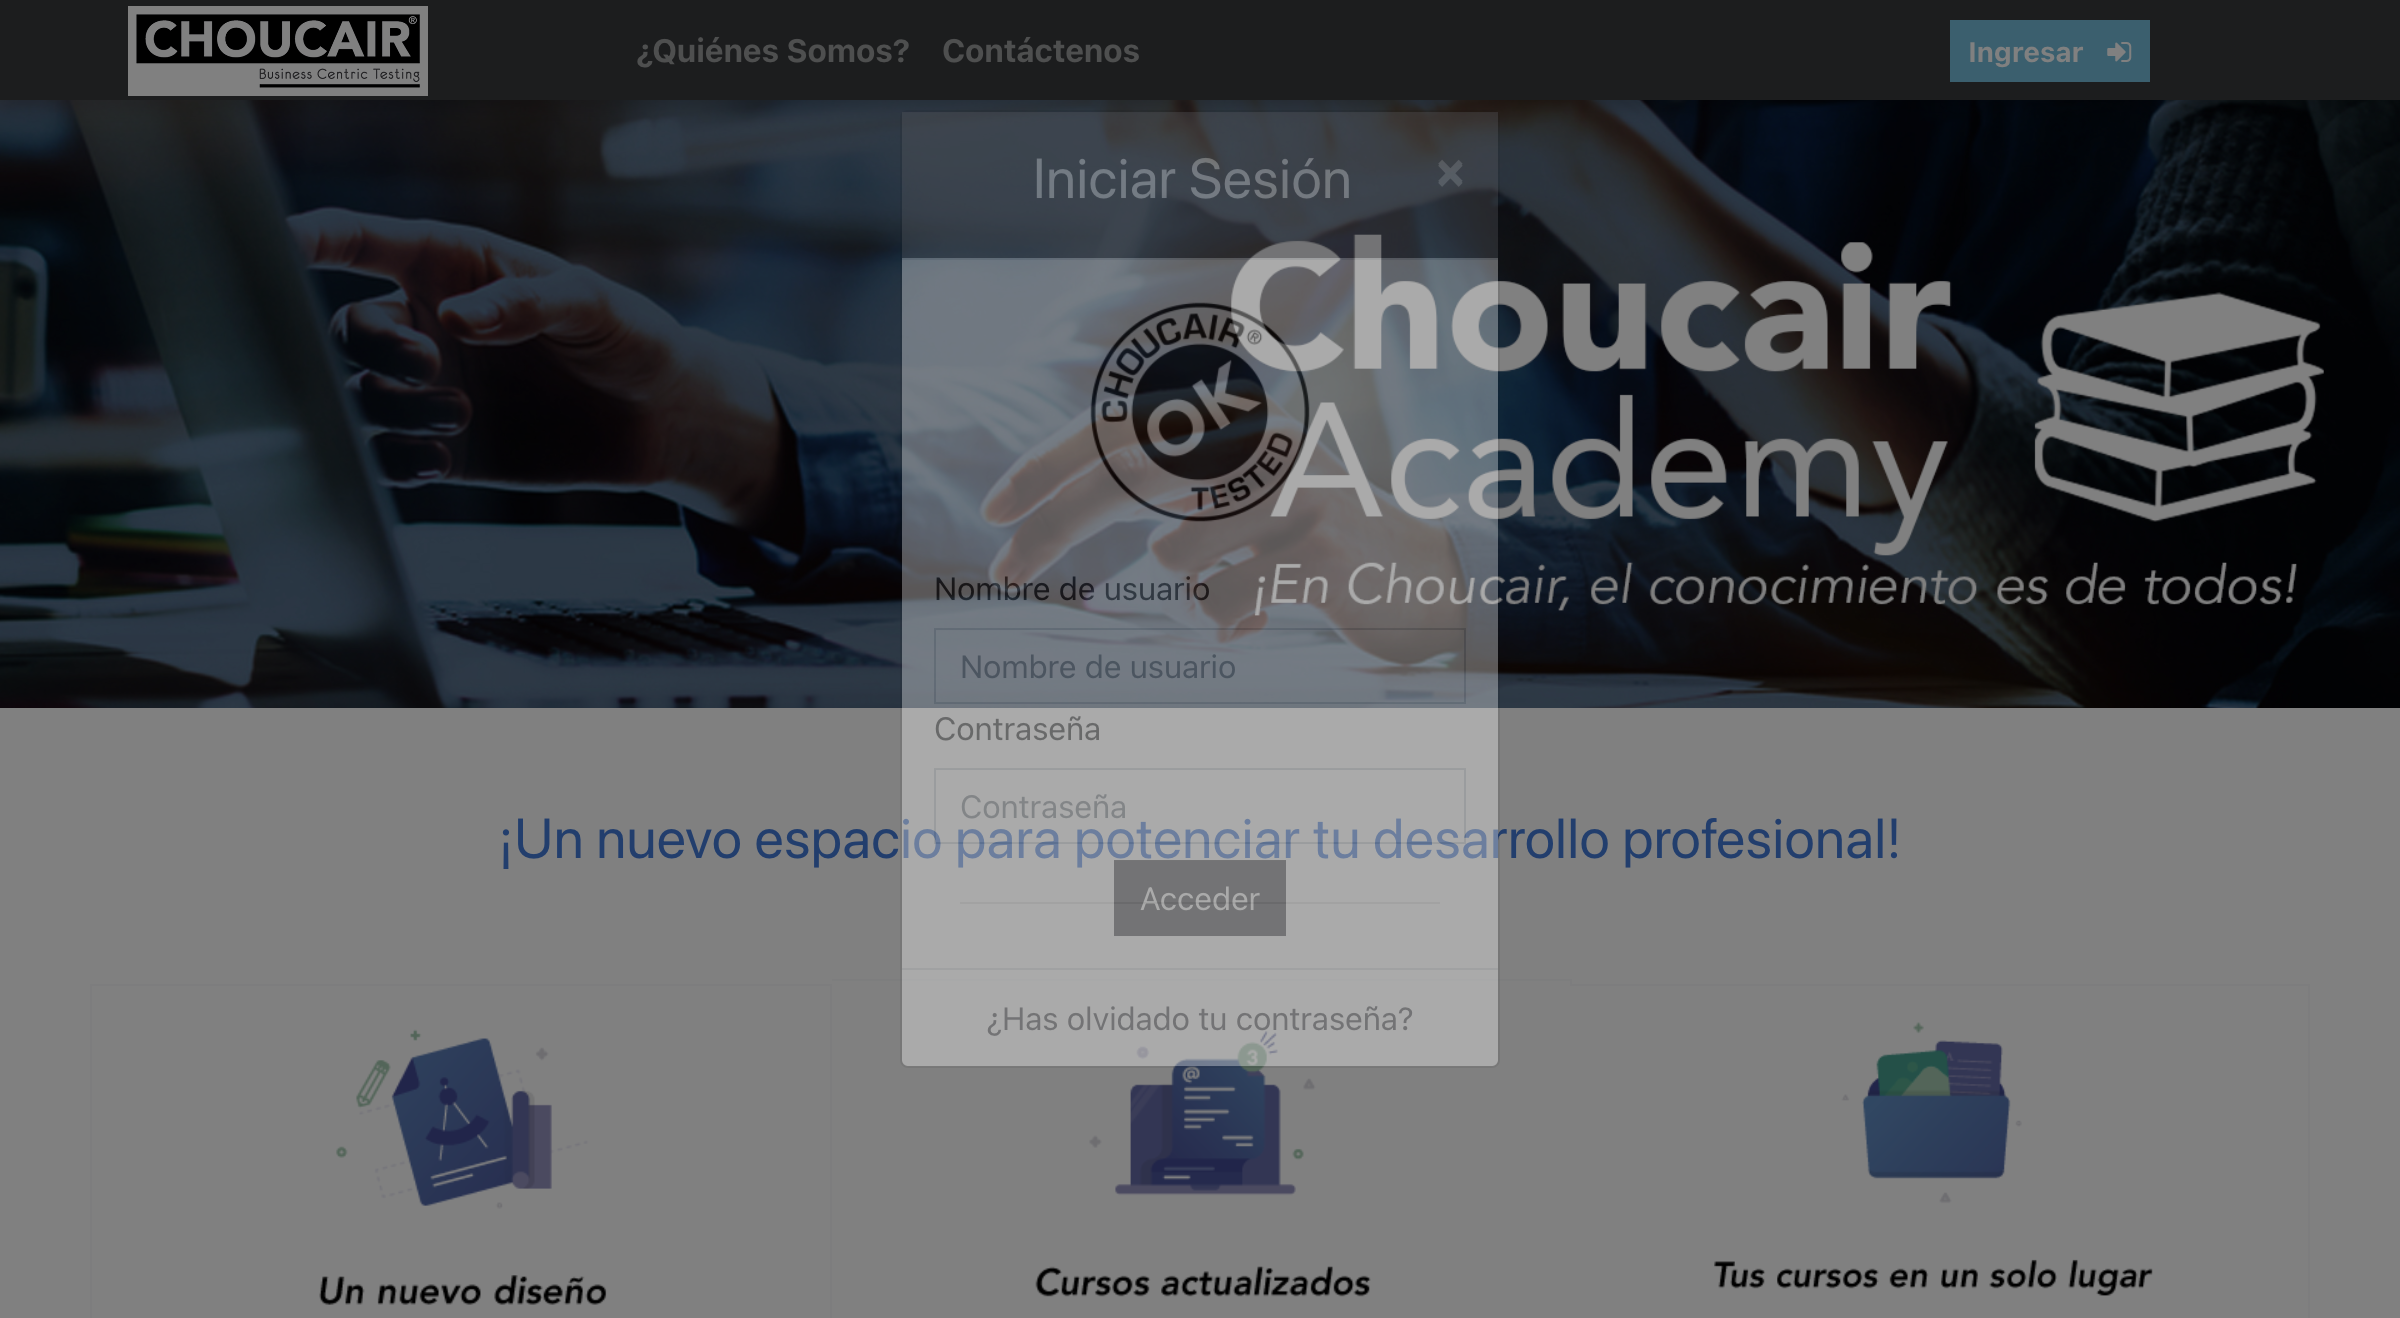 CHOUCAIR®
Business Centric Testing
¿Quiénes Somos?
Contáctenos
Ingresar
Iniciar Sesión
×
Choucair
Academy
¡En Choucair, el conocimiento es de todos!
CHOUCAIR®
OK
TESTED
Nombre de usuario
Nombre de usuario
Contraseña
Contraseña
¡Un nuevo espacio para potenciar tu desarrollo profesional!
Acceder
¿Has olvidado tu contraseña?
3
@
A
Un nuevo diseño
Cursos actualizados
Tus cursos en un solo lugar